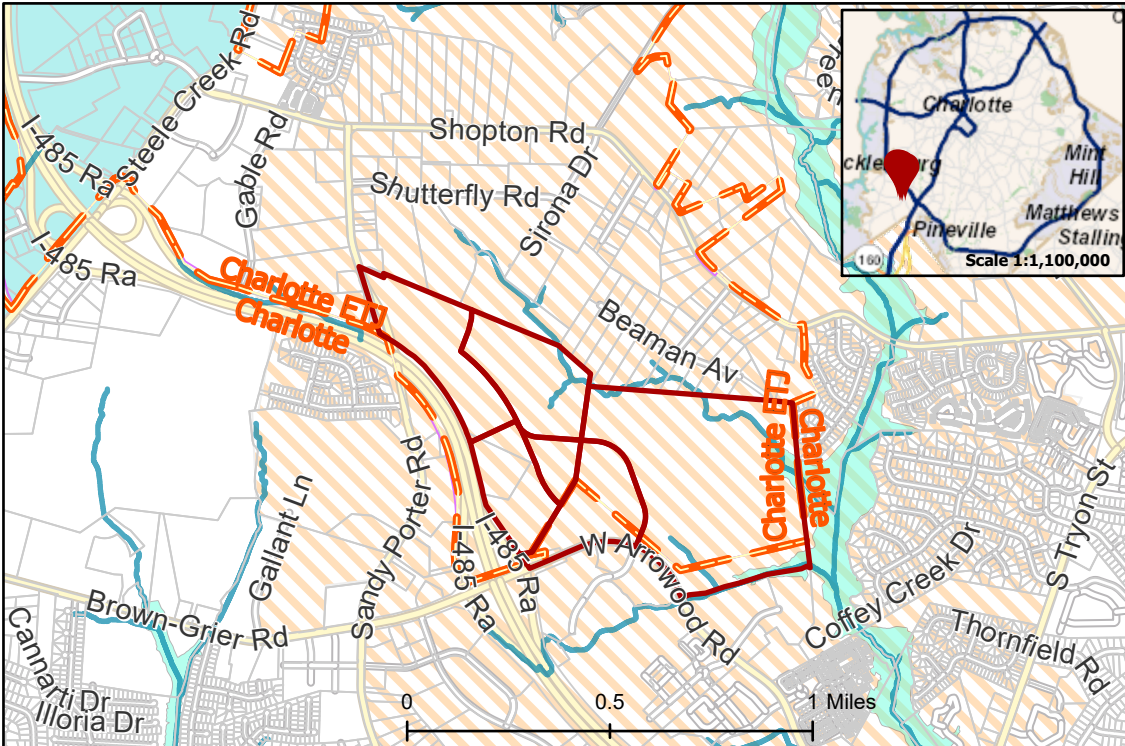 Steele Creek Rd
I-485 Ra
Gable Rd
Shopton Rd
Shutterfly Rd
Sirona Dr
I-485 Ra
Charlotte ETJ
Charlotte
Beaman Av
Charlotte ETJ
Charlotte
Sandy Porter Rd
Gallant Ln
I-485 Ra
I-485 Ra
W Arrowood Rd
S Tryon St
Coffey Creek Dr
Brown-Grier Rd
Thornfield Rd
Cannarti Dr
Illoria Dr
0 0.5 1 Miles
Charlotte
Mint
Hill
Matthews
Pineville
160
Scale 1:1,100,000